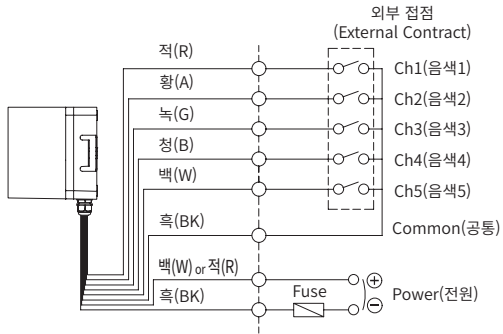 외부 접점
(External Contract)
적(R)
Ch1(음색1)
황(A)
Ch2(음색2)
녹(G)
Ch3(음색3)
청(B)
Ch4(음색4)
백(W)
Ch5(음색5)
흑(BK)
Common(공통)
백(W) or 적(R)
흑(BK)
Fuse
+
−
Power(전원)